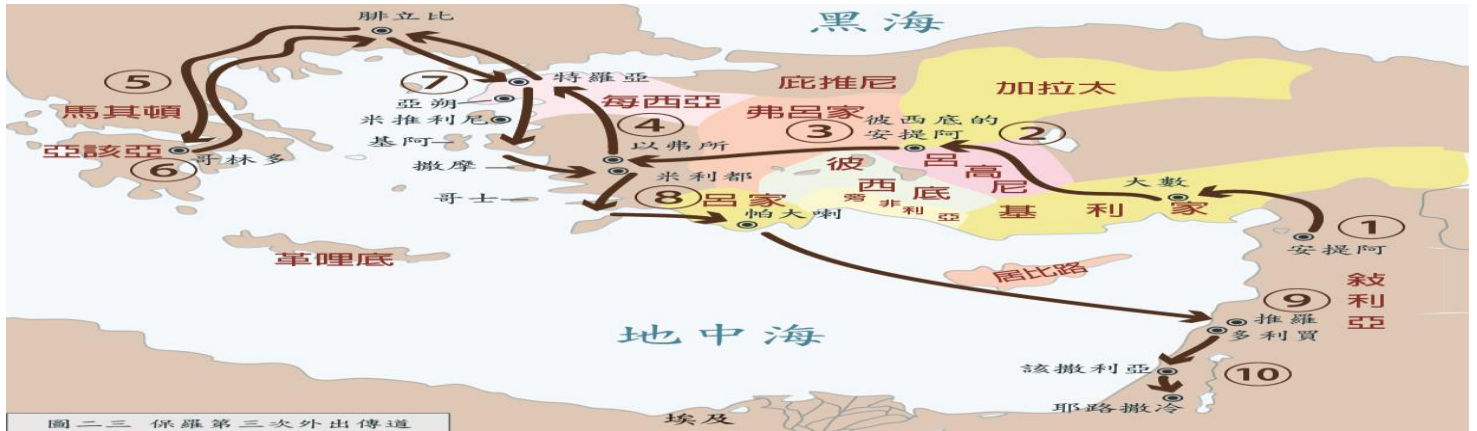 黑海
腓立比
⑤
馬其頓
亞該亞
⑥
哥林多
⑦
特羅亞
亞朔
米推利尼
基阿
撒摩
哥士
每西亞
④
以弗所
米利都
庇推尼
弗呂家
③
彼西底的
安提阿
②
加拉太
呂高尼
彼西底
旁非利亞
⑧
呂家
帕大喇
基利家
大數
①
安提阿
敍利亞
革哩底
居比路
地中海
⑨
推羅
多利買
該撒利亞
⑩
耶路撒冷
埃及
圖二三 保羅第三次外出傳道